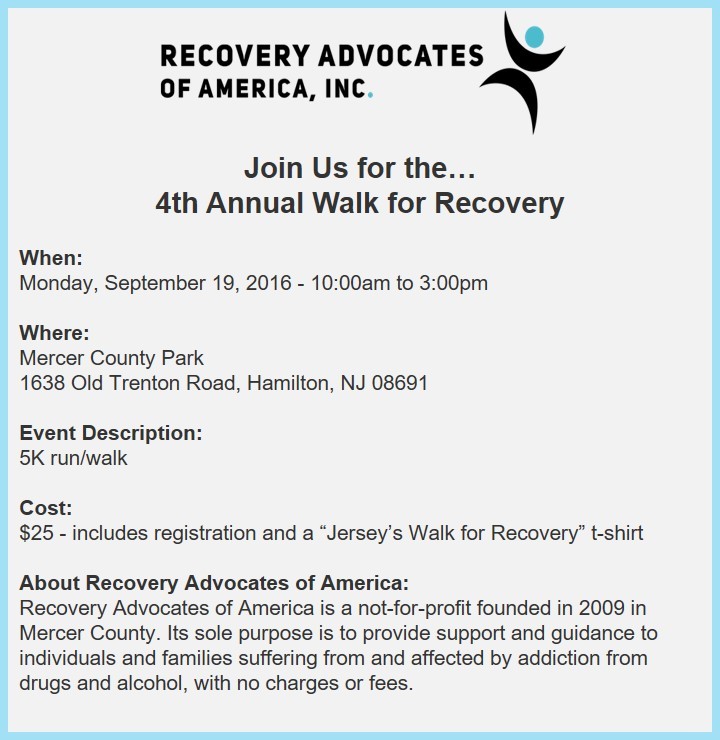 RECOVERY ADVOCATES
OF AMERICA, INC.
Join Us for the…
4th Annual Walk for Recovery
When:
Monday, September 19, 2016 - 10:00am to 3:00pm
Where:
Mercer County Park
1638 Old Trenton Road, Hamilton, NJ 08691
Event Description:
5K run/walk
Cost:
$25 - includes registration and a “Jersey’s Walk for Recovery” t-shirt
About Recovery Advocates of America:
Recovery Advocates of America is a not-for-profit founded in 2009 in
Mercer County. Its sole purpose is to provide support and guidance to
individuals and families suffering from and affected by addiction from
drugs and alcohol, with no charges or fees.